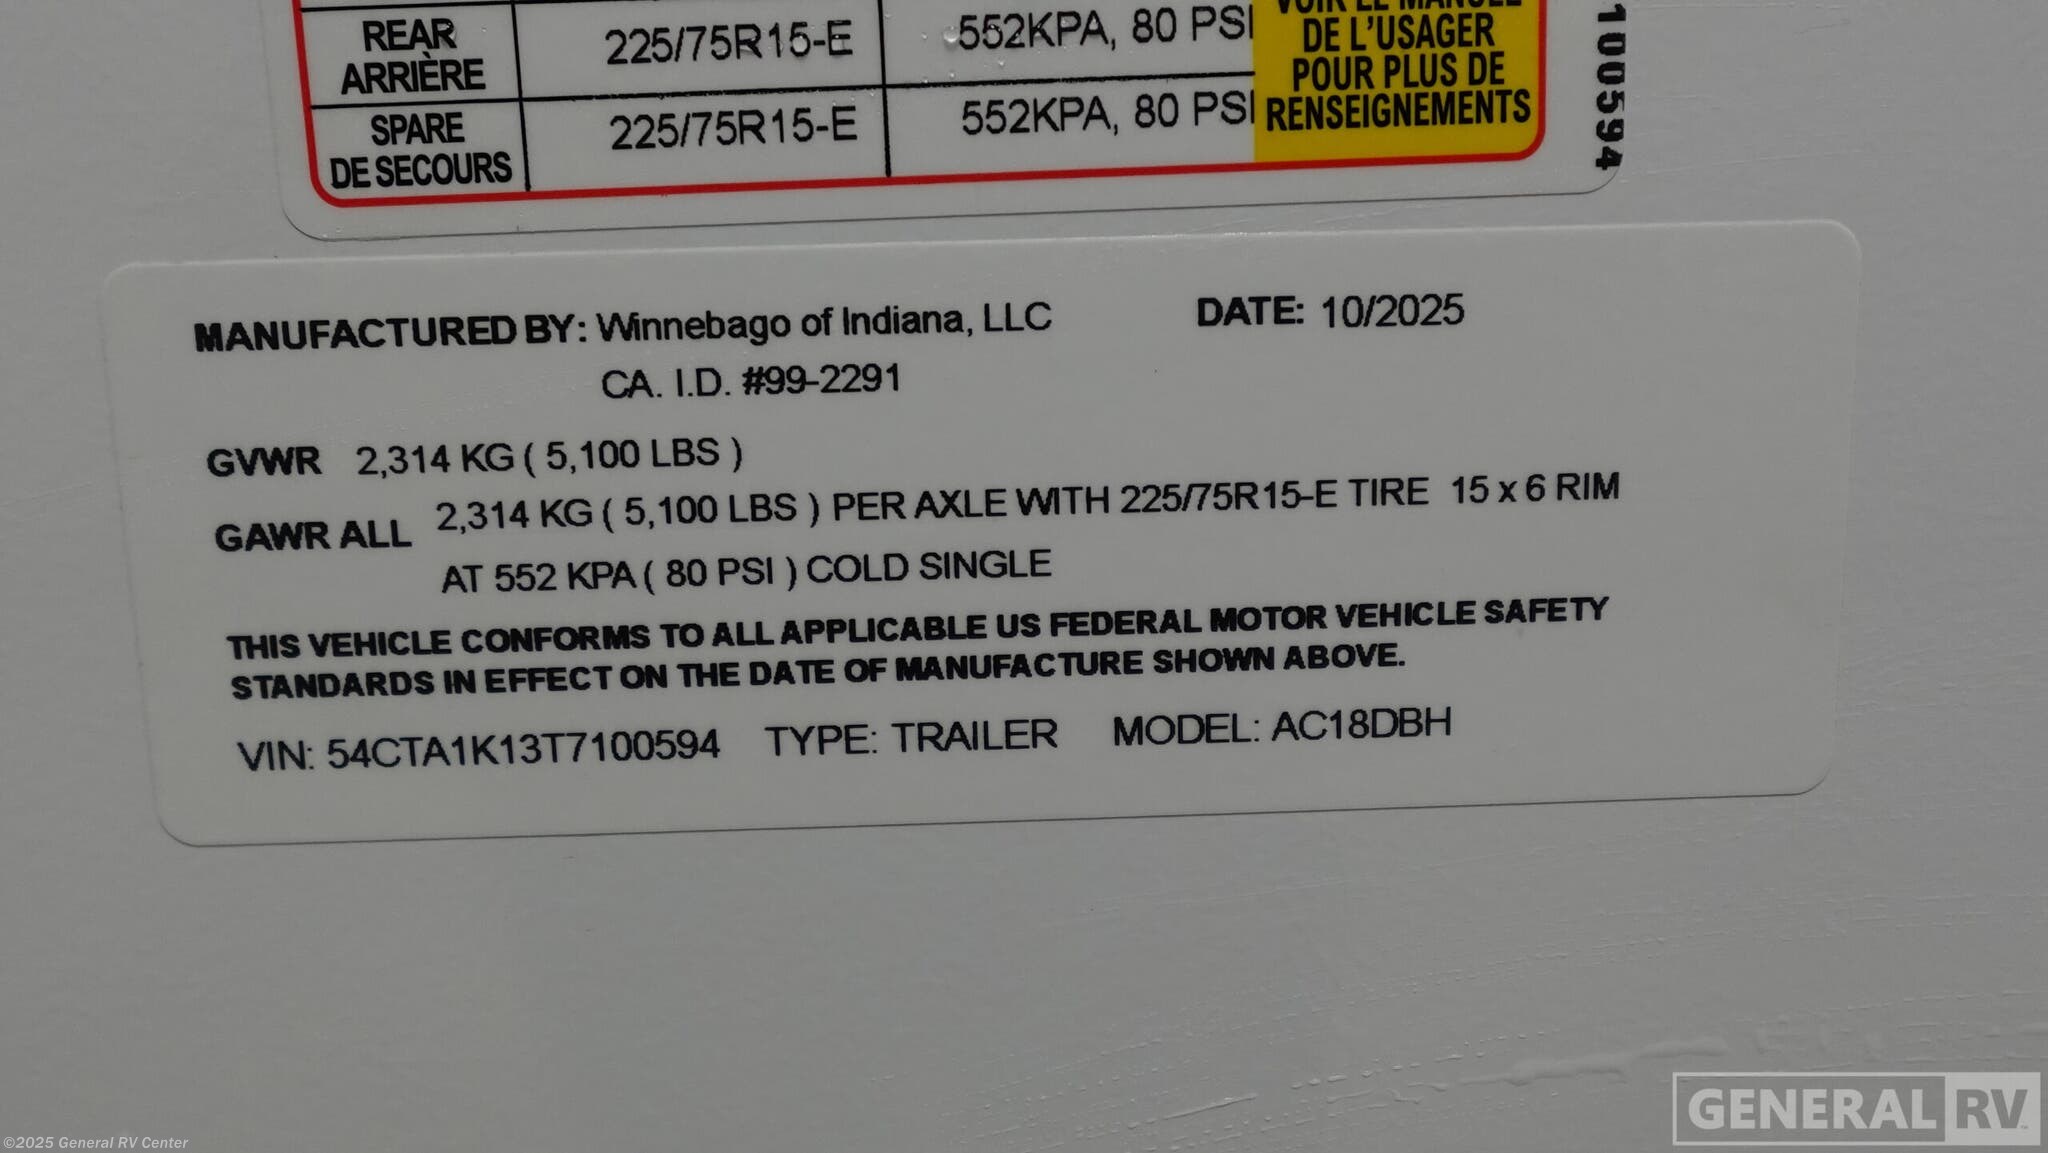 REAR
ARRIÈRE
225/75R15-E
552KPA, 80 PSI
SPARE
DE SECOURS
225/75R15-E
552KPA, 80 PSI
VOIR LE MANUEL
DE L'USAGER
POUR PLUS DE
RENSEIGNEMENTS
100594
MANUFACTURED BY: Winnebago of Indiana, LLC DATE: 10/2025
CA. I.D. #99-2291
GVWR 2,314 KG ( 5,100 LBS )
GAWR ALL 2,314 KG ( 5,100 LBS ) PER AXLE WITH 225/75R15-E TIRE 15 x 6 RIM
AT 552 KPA ( 80 PSI ) COLD SINGLE
THIS VEHICLE CONFORMS TO ALL APPLICABLE US FEDERAL MOTOR VEHICLE SAFETY
STANDARDS IN EFFECT ON THE DATE OF MANUFACTURE SHOWN ABOVE.
VIN: 54CTA1K13T7100594 TYPE: TRAILER MODEL: AC18DBH
GENERAL RV
©2025 General RV Center